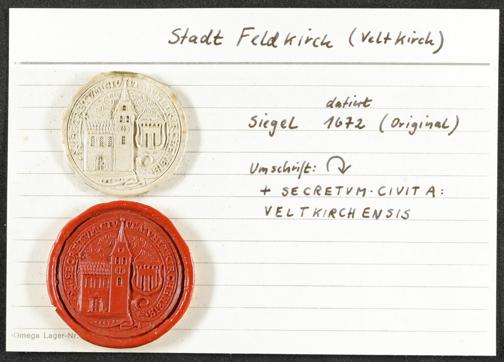 Stadt Feldkirch (Veltkirch)
datiert
Siegel 1672 (Original)
Umschrift:
+ SECRETVM · CIVITA:
VELTKIRCHENSIS
Omega Lager-Nr.